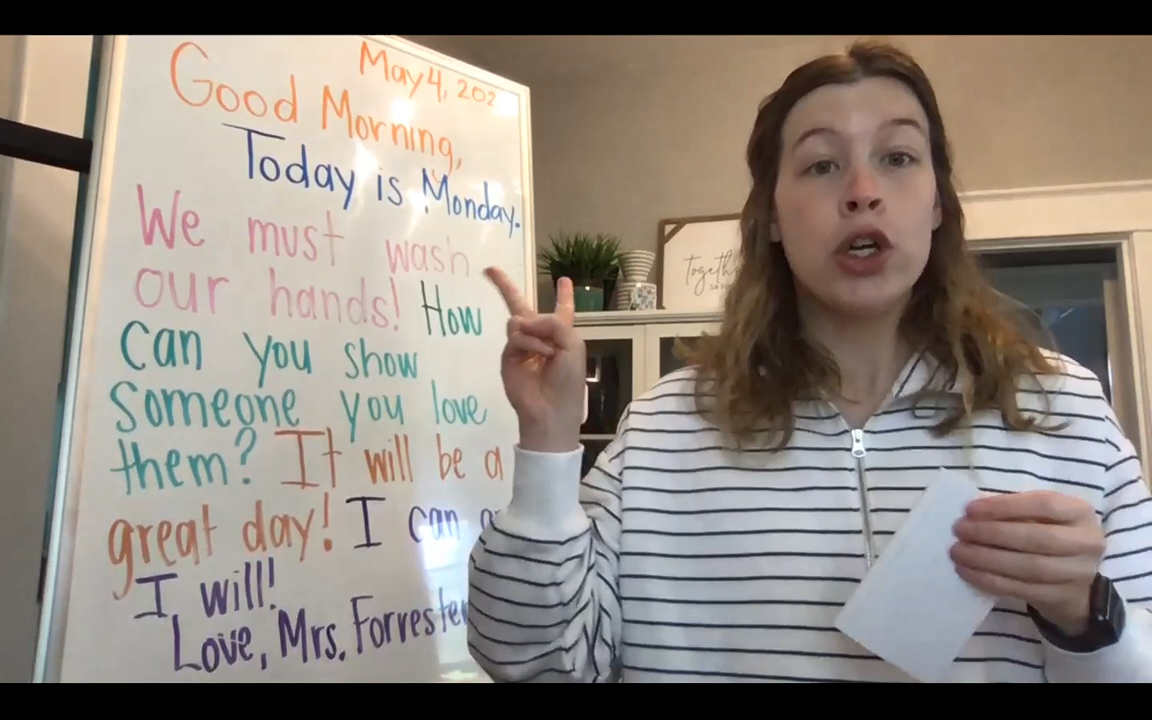 May 4, 202
Good Morning,
Today is Monday.
We must wash
our hands! How
can you show
someone you love
them? It will be a
great day! I can
I will!
Love, Mrs. Forrester
together